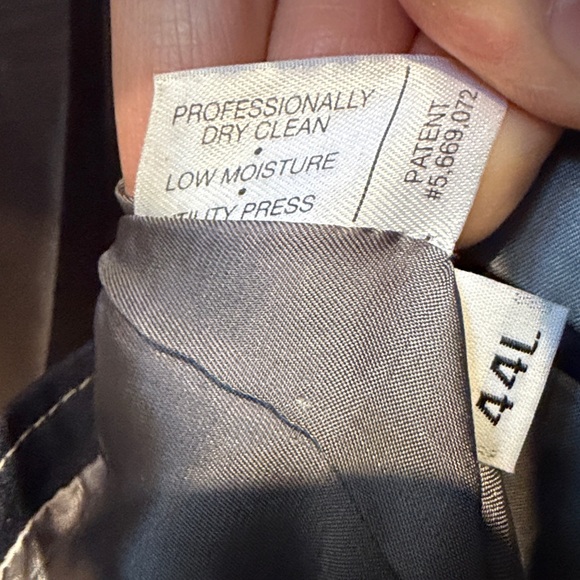 PROFESSIONALLY
DRY CLEAN
•
LOW MOISTURE
•
UTILITY PRESS
PATENT
#5,669,072
44L